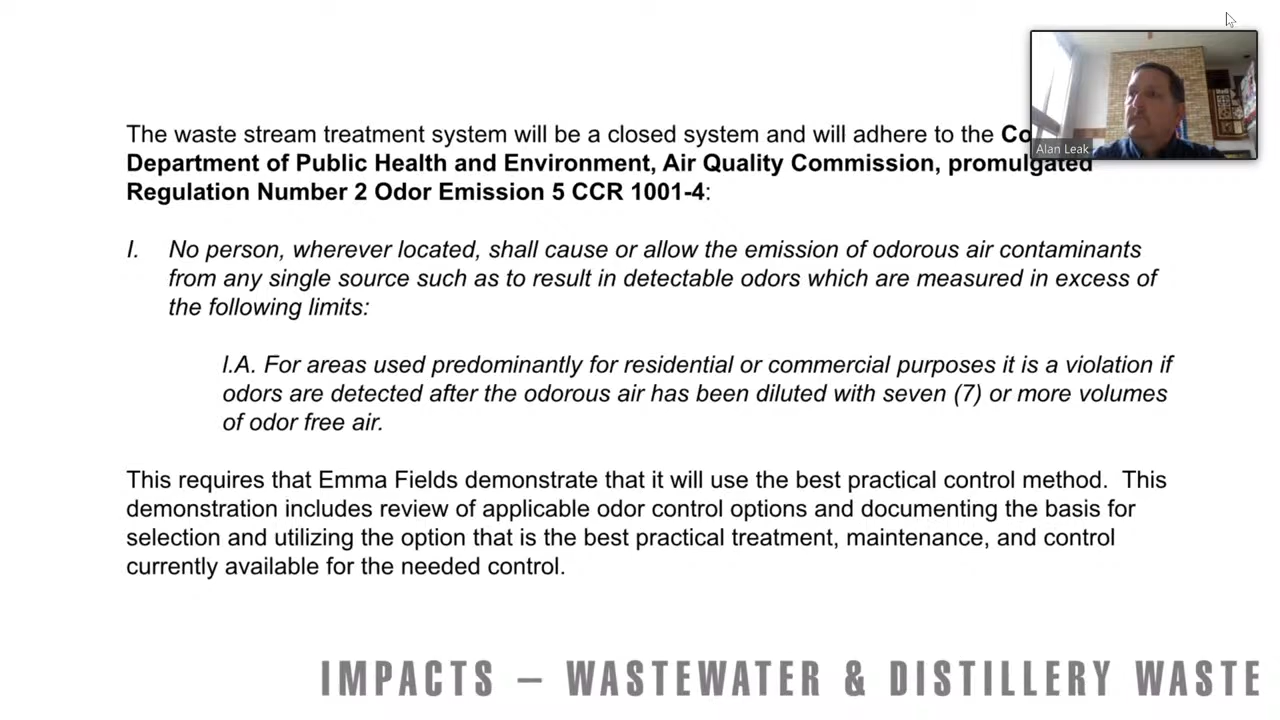 The waste stream treatment system will be a closed system and will adhere to the
Department of Public Health and Environment, Air Quality Commission, promulgated
Regulation Number 2 Odor Emission 5 CCR 1001-4:
I. No person, wherever located, shall cause or allow the emission of odorous air contaminants
from any single source such as to result in detectable odors which are measured in excess of
the following limits:
I.A. For areas used predominantly for residential or commercial purposes it is a violation if
odors are detected after the odorous air has been diluted with seven (7) or more volumes
of odor free air.
This requires that Emma Fields demonstrate that it will use the best practical control method. This
demonstration includes review of applicable odor control options and documenting the basis for
selection and utilizing the option that is the best practical treatment, maintenance, and control
currently available for the needed control.
IMPACTS – WASTEWATER & DISTILLERY WASTE
Alan Leak